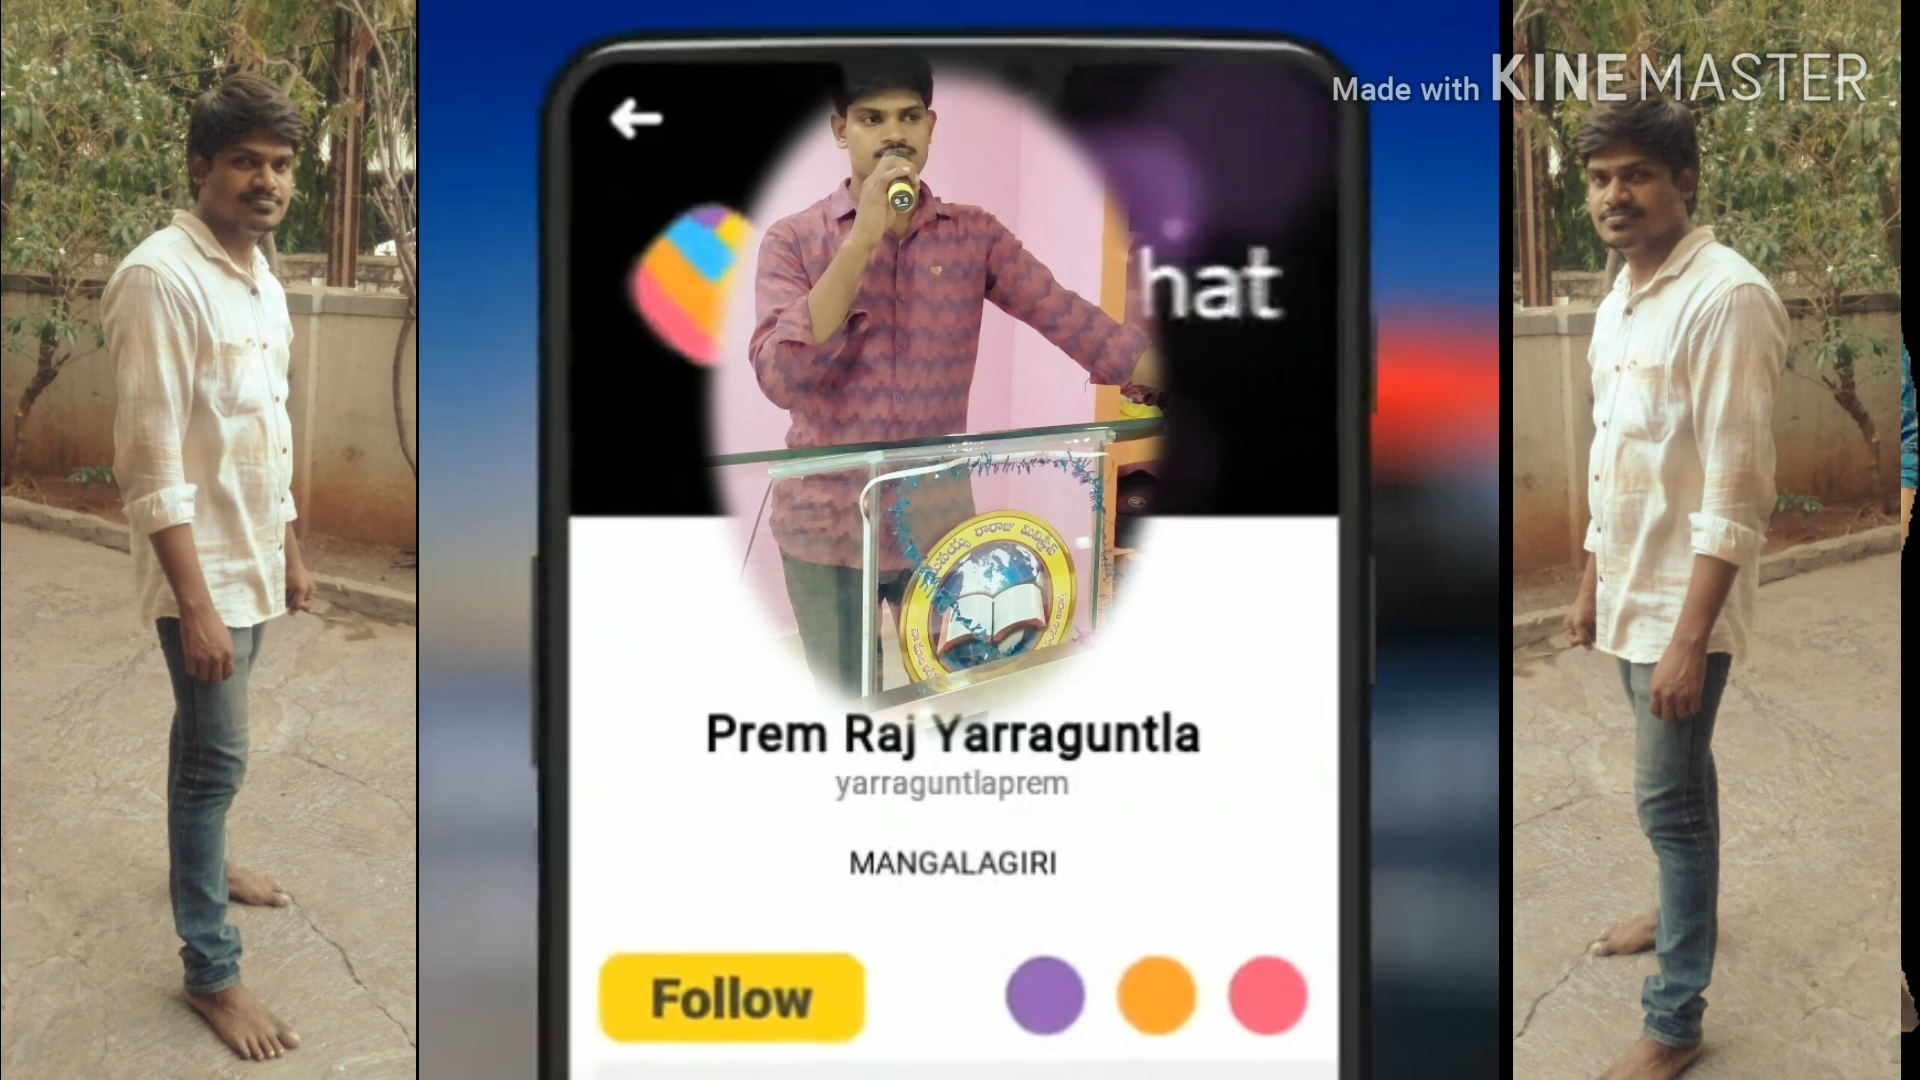 Made with KINEMASTER
hat
Prem Raj Yarraguntla
yarraguntlaprem
MANGALAGIRI
Follow